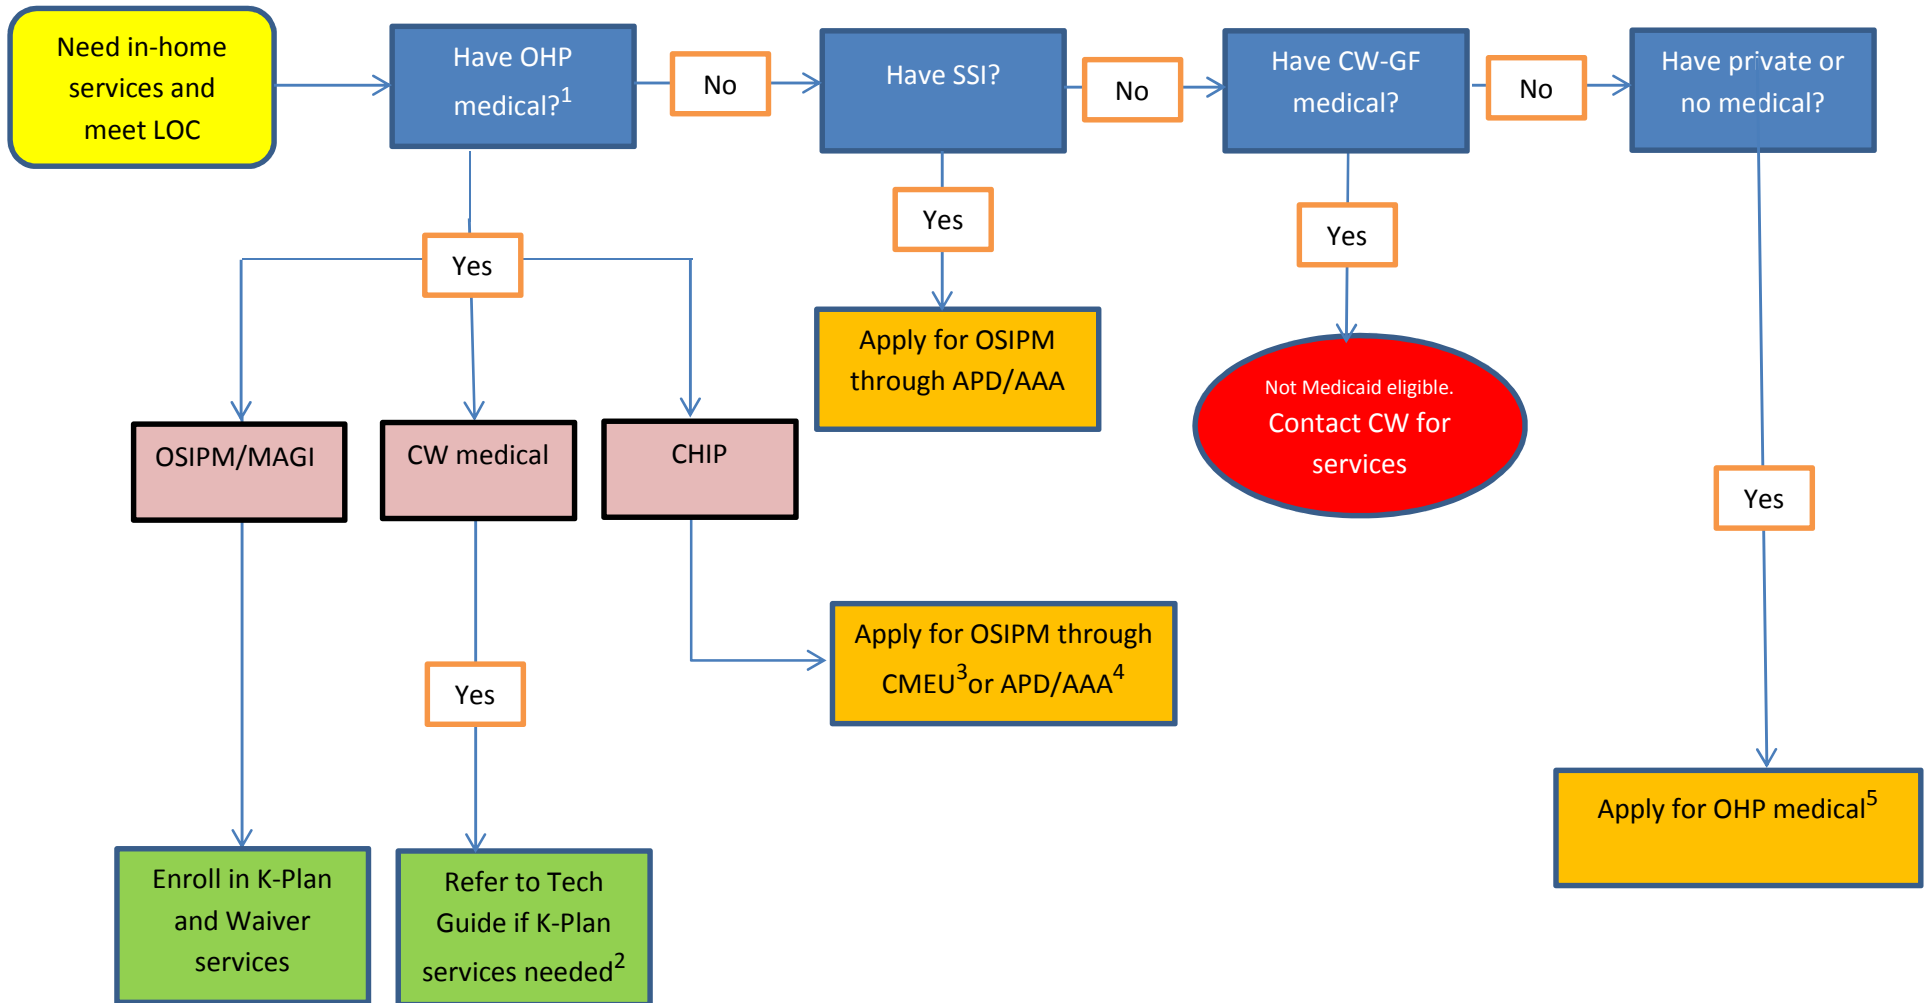 Need in-home
services and
meet LOC
Have OHP
medical?1
No
Have SSI?
No
Have CW-GF
medical?
No
Have private or
no medical?
Yes
Yes
Yes
Apply for OSIPM
through APD/AAA
Not Medicaid eligible.
Contact CW for
services
OSIPM/MAGI
CW medical
CHIP
Yes
Apply for OSIPM through
CMEU3or APD/AAA4
Yes
Apply for OHP medical5
Enroll in K-Plan
and Waiver
services
Refer to Tech
Guide if K-Plan
services needed2